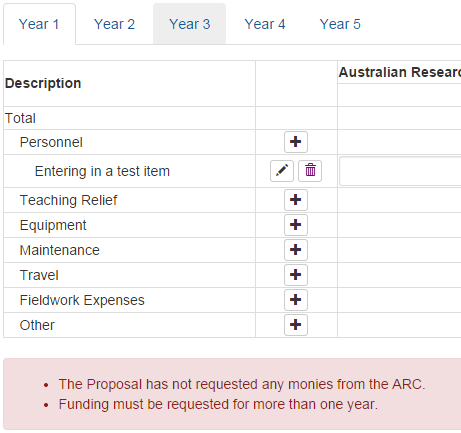 Year 1 Year 2 Year 3 Year 4 Year 5
Description Australian Researc
Total
Personnel
Entering in a test item
Teaching Relief
Equipment
Maintenance
Travel
Fieldwork Expenses
Other
The Proposal has not requested any monies from the ARC.
Funding must be requested for more than one year.